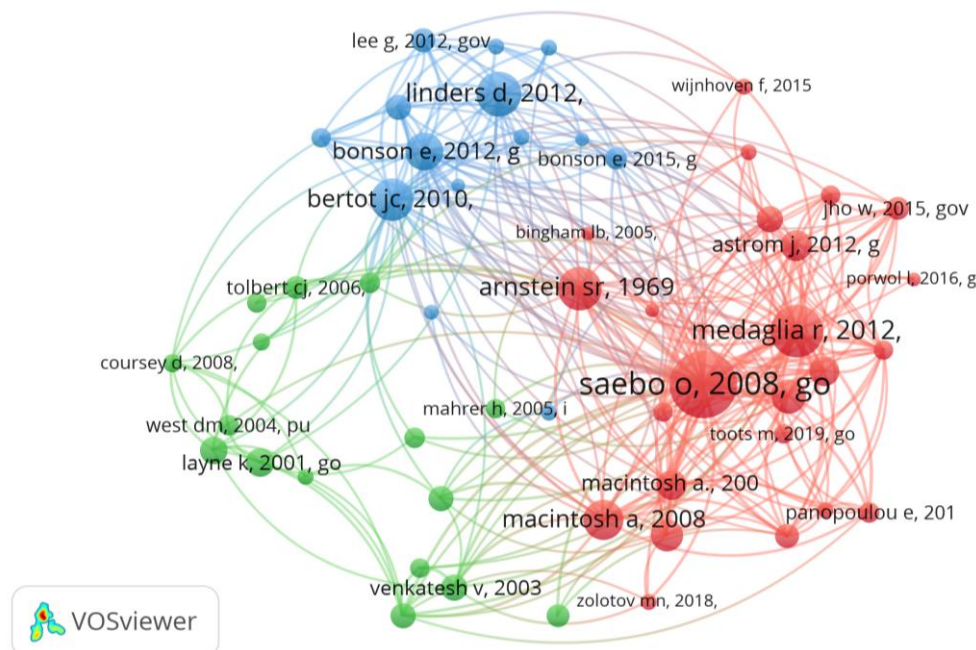 lee g, 2012, gov
wijnhoven f, 2015
linders d, 2012,
bonson e, 2012, g
bonson e, 2015, g
bertot jc, 2010,
jho w, 2015, gov
bingham lb, 2005,
astrom j, 2012, g
porwol l, 2016, g
tolbert cj, 2006,
arnstein sr, 1969
medaglia r, 2012,
coursey d, 2008,
saebo o, 2008, go
mahrer h, 2005, i
west dm, 2004, pu
toots m, 2019, go
layne k, 2001, go
macintosh a., 200
panopoulou e, 201
macintosh a, 2008
venkatesh v, 2003
zolotov mn, 2018,
VOSviewer